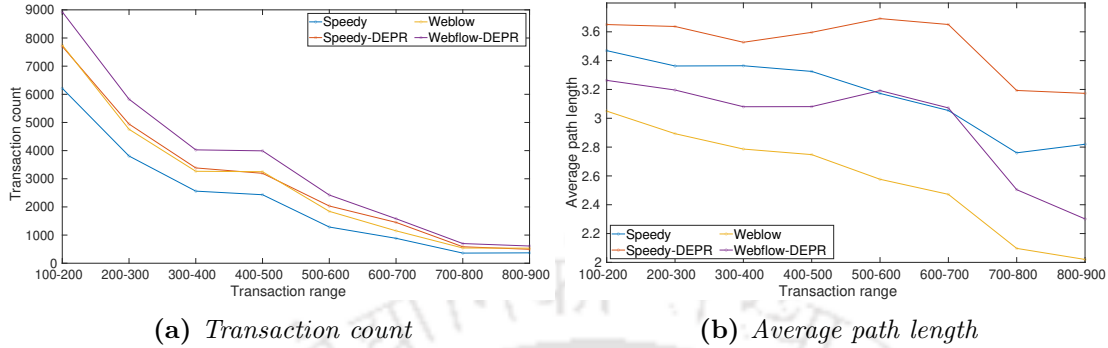 9000
8000
7000
6000
5000
4000
3000
2000
1000
0
Transaction count
Speedy
Speedy-DEPR
Weblow
Webflow-DEPR
100-200 200-300 300-400 400-500 500-600 600-700 700-800 800-900
Transaction range
(a) Transaction count
3.6
3.4
3.2
3
2.8
2.6
2.4
2.2
2
Average path length
Speedy
Speedy-DEPR
Weblow
Webflow-DEPR
100-200 200-300 300-400 400-500 500-600 600-700 700-800 800-900
Transaction range
(b) Average path length